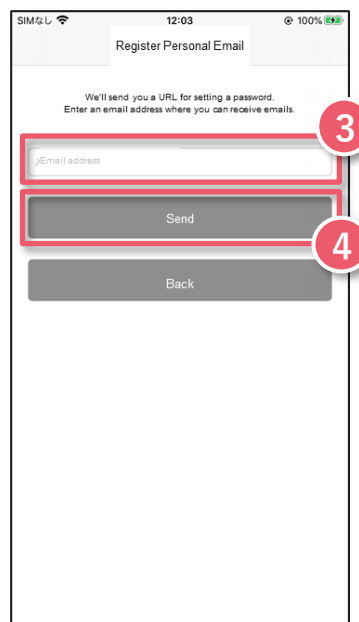 SIMなし 12:03 100%
Register Personal Email
We'll send you a URL for setting a password.
Enter an email address where you can receive emails.
3
Email address
Send
4
Back